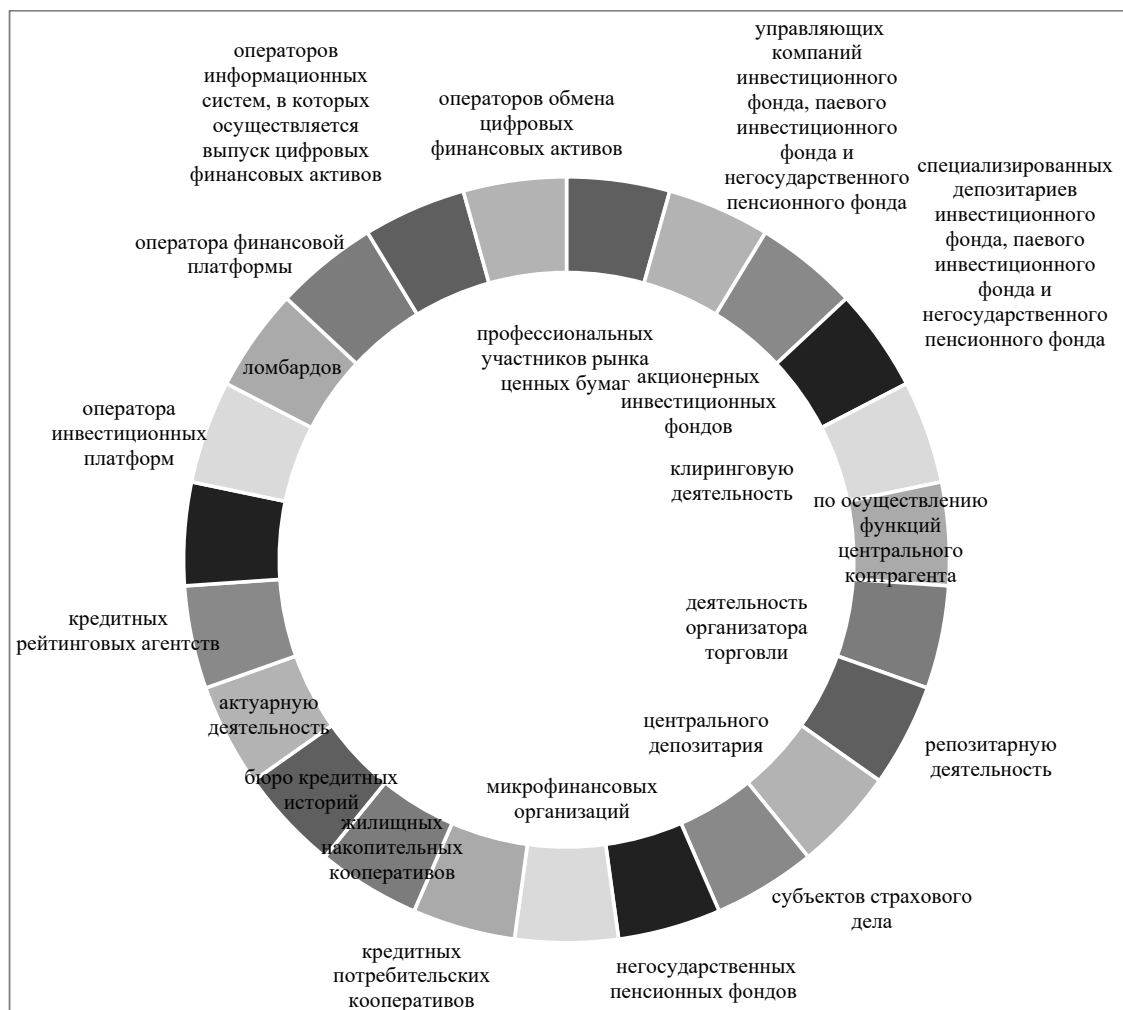 операторов
информационных
систем, в которых
осуществляется
выпуск цифровых
финансовых активов
операторов обмена
цифровых
финансовых активов
управляющих
компаний
инвестиционного
фонда, паевого
инвестиционного
фонда и
негосударственного
пенсионного фонда
специализированных
депозитариев
инвестиционного
фонда, паевого
инвестиционного
фонда и
негосударственного
пенсионного фонда
оператора финансовой
платформы
профессиональных
участников рынка
ценных бумаг
акционерных
инвестиционных
фондов
ломбардов
оператора
инвестиционных
платформ
клиринговую
деятельность
по осуществлению
функций
центрального
контрагента
кредитных
рейтинговых агентств
деятельность
организатора
торговли
актуарную
деятельность
центрального
депозитария
репозитарную
деятельность
бюро кредитных
историй
микрофинансовых
организаций
жилищных
накопительных
кооперативов
субъектов страхового
дела
кредитных
потребительских
кооперативов
негосударственных
пенсионных фондов